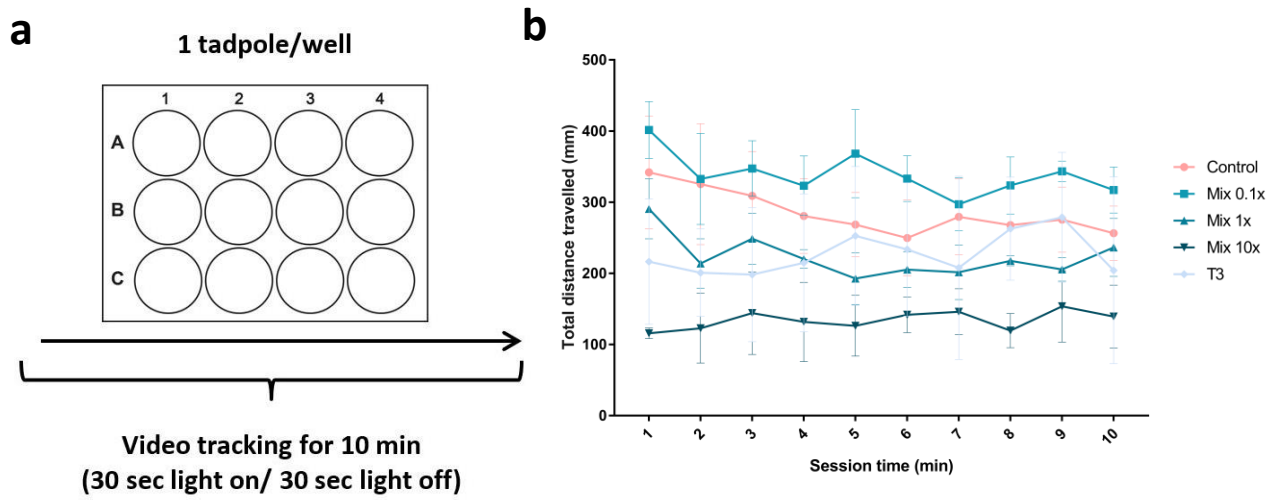 a
1 tadpole/well
1 2 3 4
A
B
C
Video tracking for 10 min
(30 sec light on/ 30 sec light off)
b
Total distance travelled (mm)
500
400
300
200
100
0
1 2 3 4 5 6 7 8 9 10
Session time (min)
Control
Mix 0.1x
Mix 1x
Mix 10x
T3